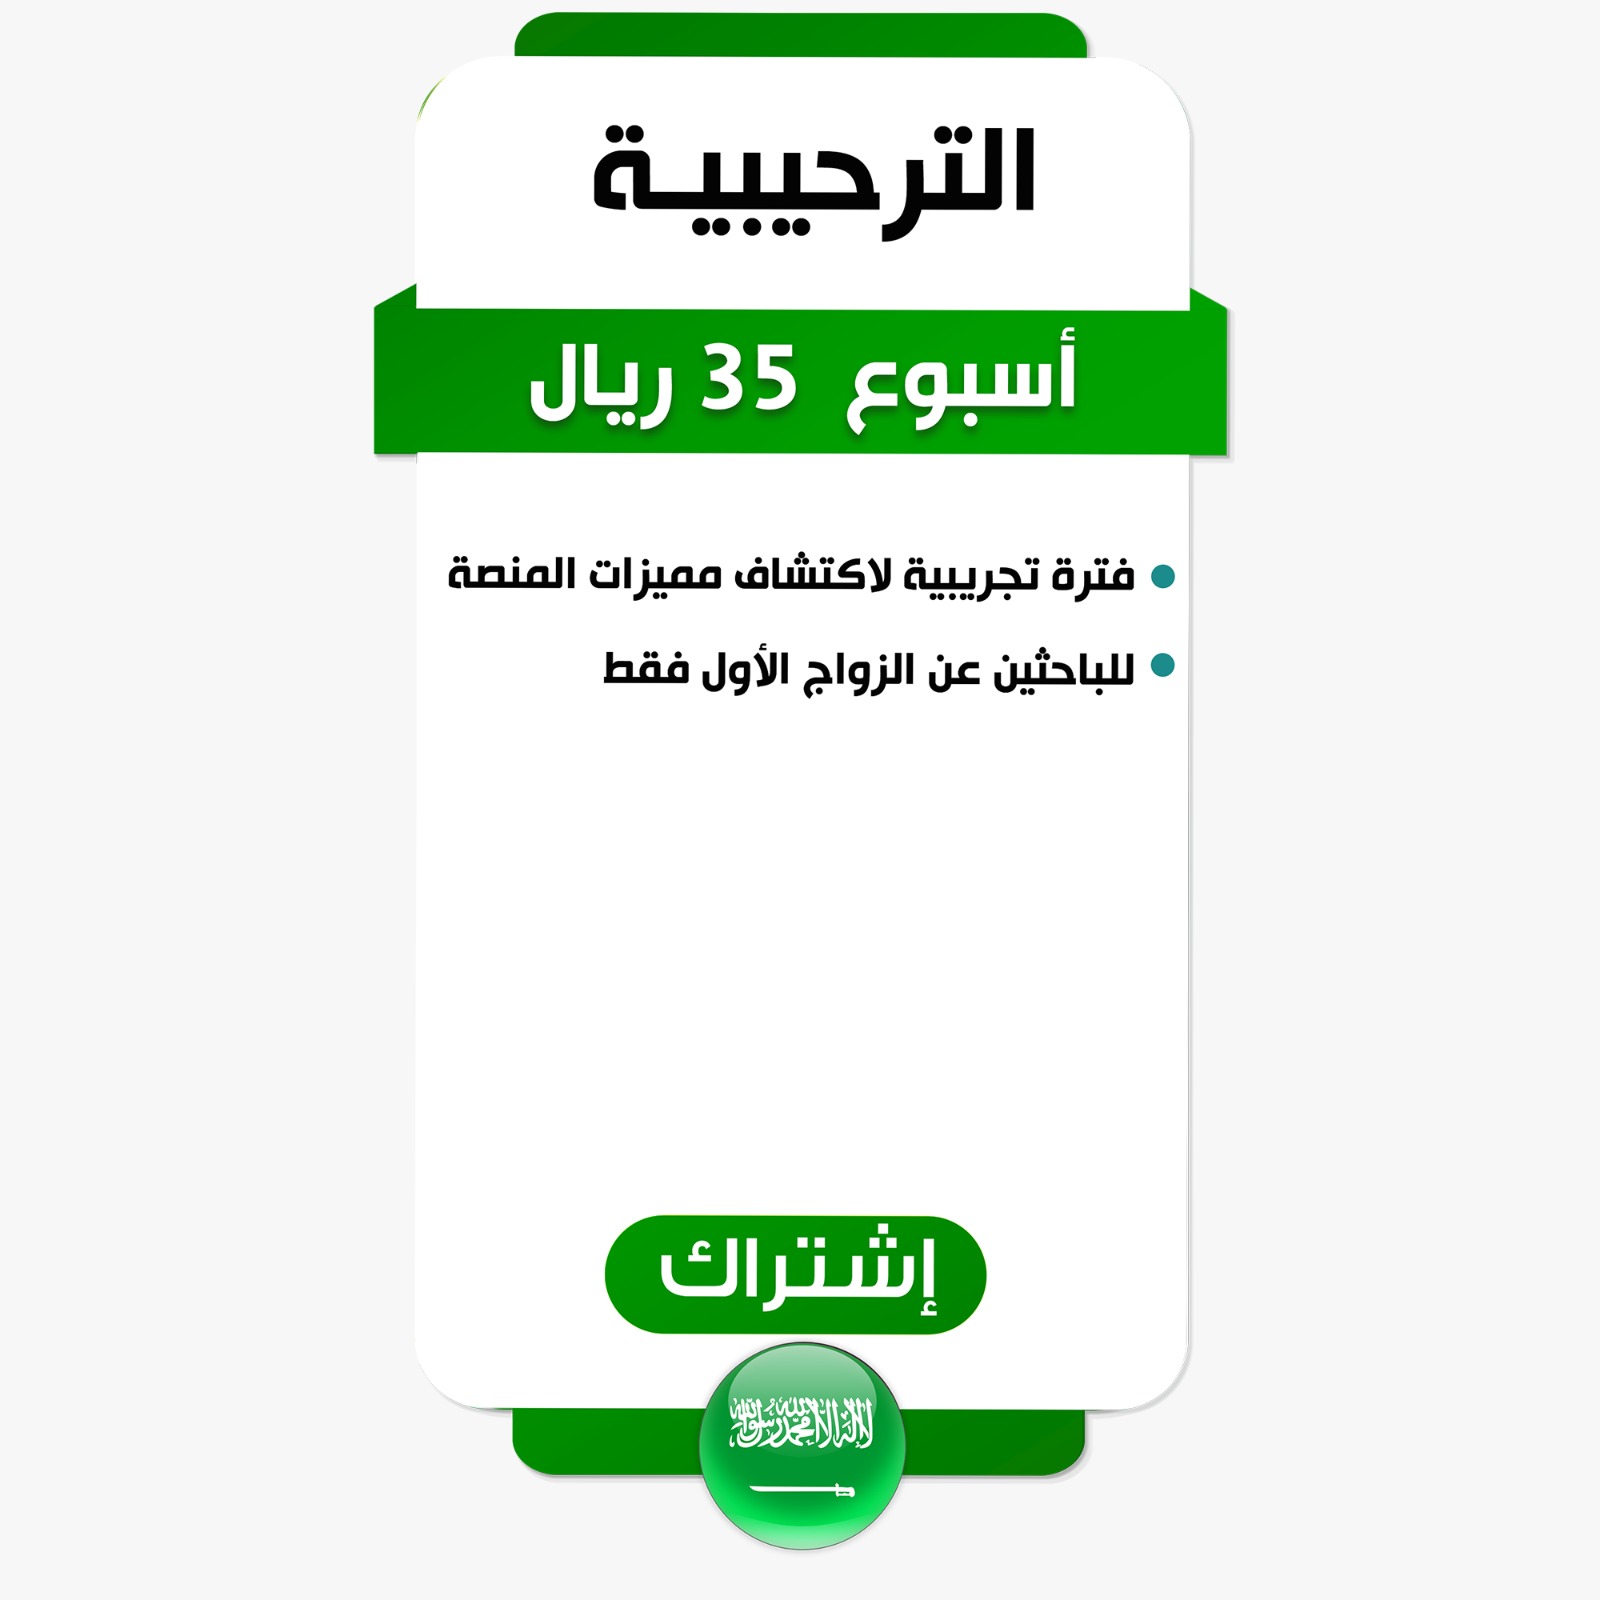 الترحيبية
أسبوع 35 ريال
فترة تجريبية لاكتشاف مميزات المنصة
للباحثين عن الزواج الأول فقط
إشتراك
لا إله إلا الله محمد رسول الله